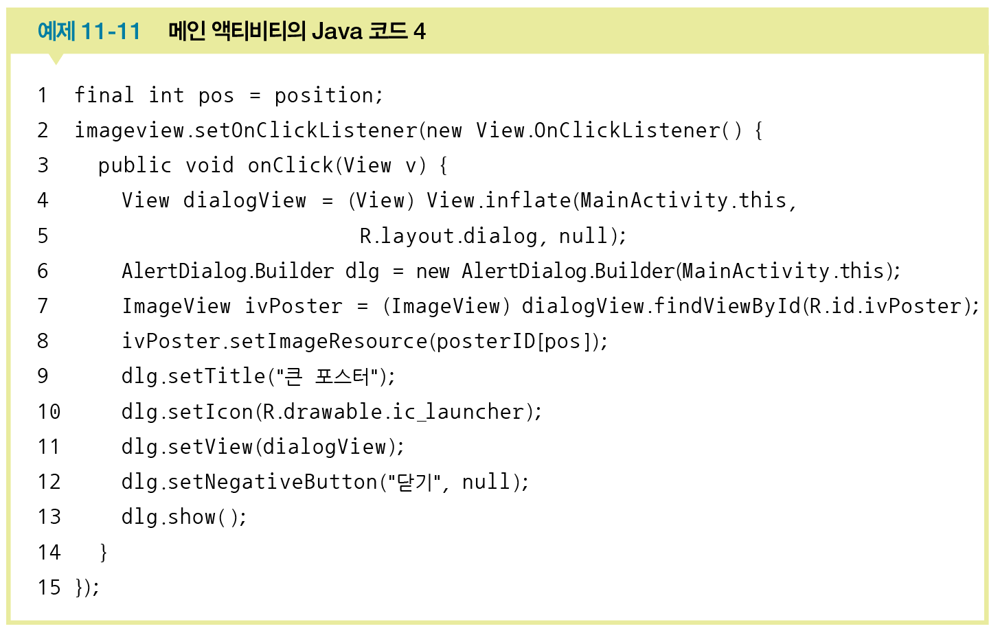 예제 11-11 메인 액티비티의 Java 코드 4
1 final int pos = position;
2 imageview.setOnClickListener(new View.OnClickListener() {
3 public void onClick(View v) {
4 View dialogView = (View) View.inflate(MainActivity.this,
5 R.layout.dialog, null);
6 AlertDialog.Builder dlg = new AlertDialog.Builder(MainActivity.this);
7 ImageView ivPoster = (ImageView) dialogView.findViewById(R.id.ivPoster);
8 ivPoster.setImageResource(posterID[pos]);
9 dlg.setTitle("큰 포스터");
10 dlg.setIcon(R.drawable.ic_launcher);
11 dlg.setView(dialogView);
12 dlg.setNegativeButton("닫기", null);
13 dlg.show();
14 }
15 });